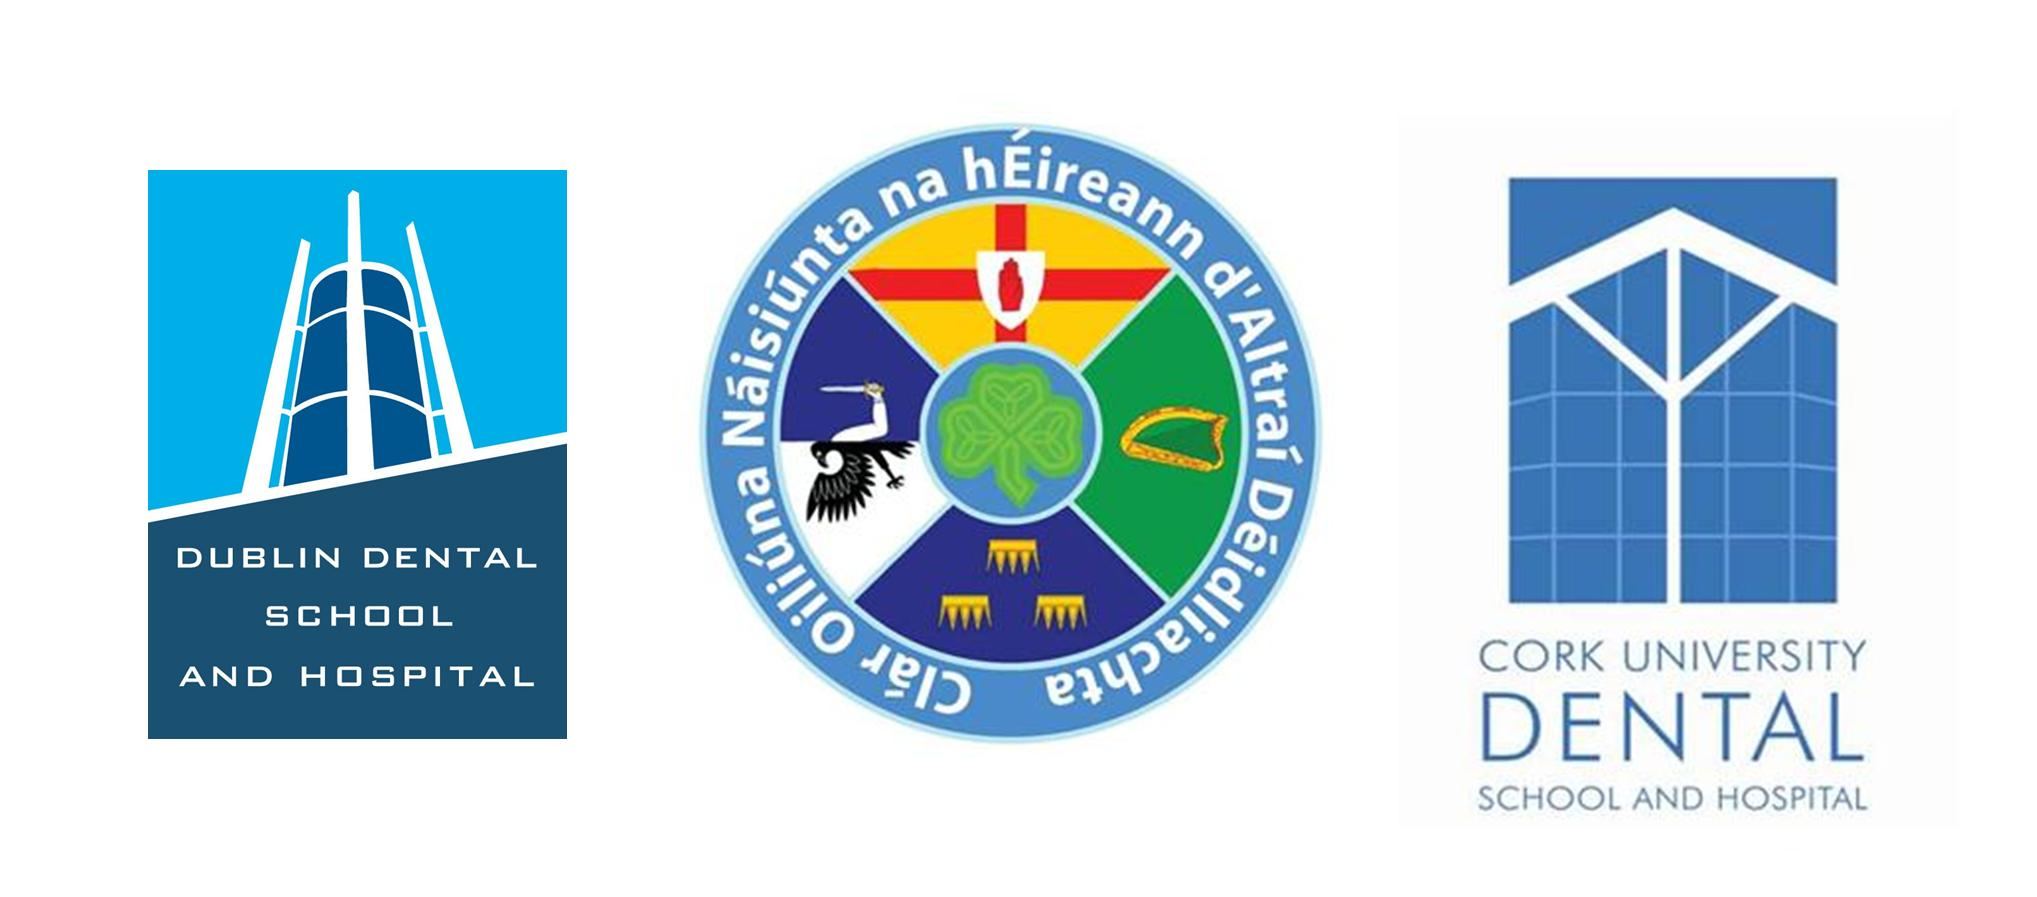 DUBLIN DENTAL
SCHOOL
AND HOSPITAL
Clár Oiliúna Náisiúnta na hÉireann d'Altraí Déidliachta
CORK UNIVERSITY
DENTAL
SCHOOL AND HOSPITAL